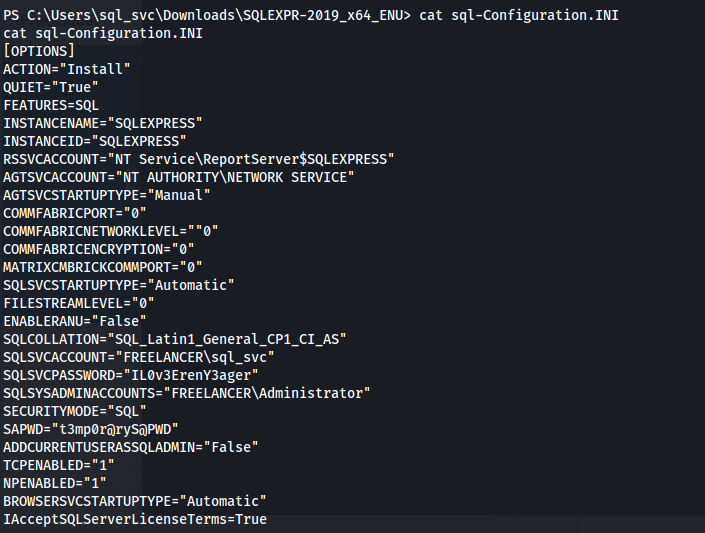 PS C:\Users\sql_svc\Downloads\SQLEXPR-2019_x64_ENU> cat sql-Configuration.INI
cat sql-Configuration.INI
[OPTIONS]
ACTION="Install"
QUIET="True"
FEATURES=SQL
INSTANCENAME="SQLEXPRESS"
INSTANCEID="SQLEXPRESS"
RSSVCACCOUNT="NT Service\ReportServer$SQLEXPRESS"
AGTSVCACCOUNT="NT AUTHORITY\NETWORK SERVICE"
AGTSVCSTARTUPTYPE="Manual"
COMMFABRICPORT="0"
COMMFABRICNETWORKLEVEL=""0"
COMMFABRICENCRYPTION="0"
MATRIXCMBRICKCOMMPORT="0"
SQLSVCSTARTUPTYPE="Automatic"
FILESTREAMLEVEL="0"
ENABLERANU="False"
SQLCOLLATION="SQL_Latin1_General_CP1_CI_AS"
SQLSVCACCOUNT="FREELANCER\sql_svc"
SQLSVCPASSWORD="IL0v3ErenY3ager"
SQLSYSADMINACCOUNTS="FREELANCER\Administrator"
SECURITYMODE="SQL"
SAPWD="t3mp0r@ryS@PWD"
ADDCURRENTUSERASSQLADMIN="False"
TCPENABLED="1"
NPENABLED="1"
BROWSERSVCSTARTUPTYPE="Automatic"
IAcceptSQLServerLicenseTerms=True